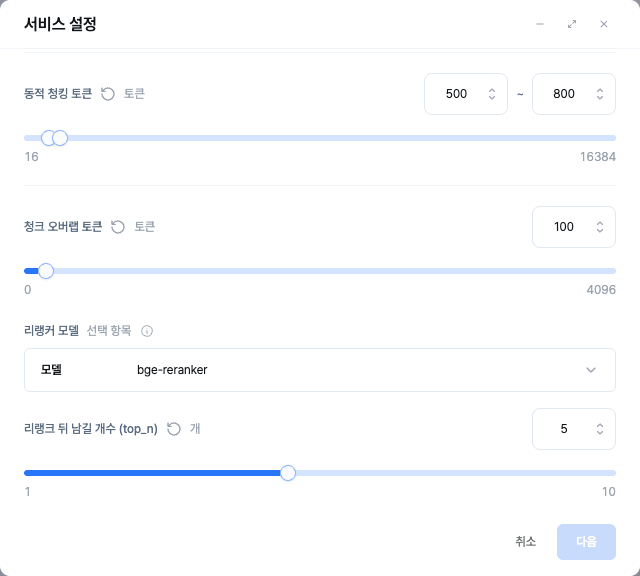 서비스 설정
동적 청킹 토큰 토큰 500 ~ 800
16 16384
청크 오버랩 토큰 토큰 100
0 4096
리랭커 모델 선택 항목
모델 bge-reranker
리랭크 뒤 남길 개수 (top_n) 개 5
1 10
취소 다음